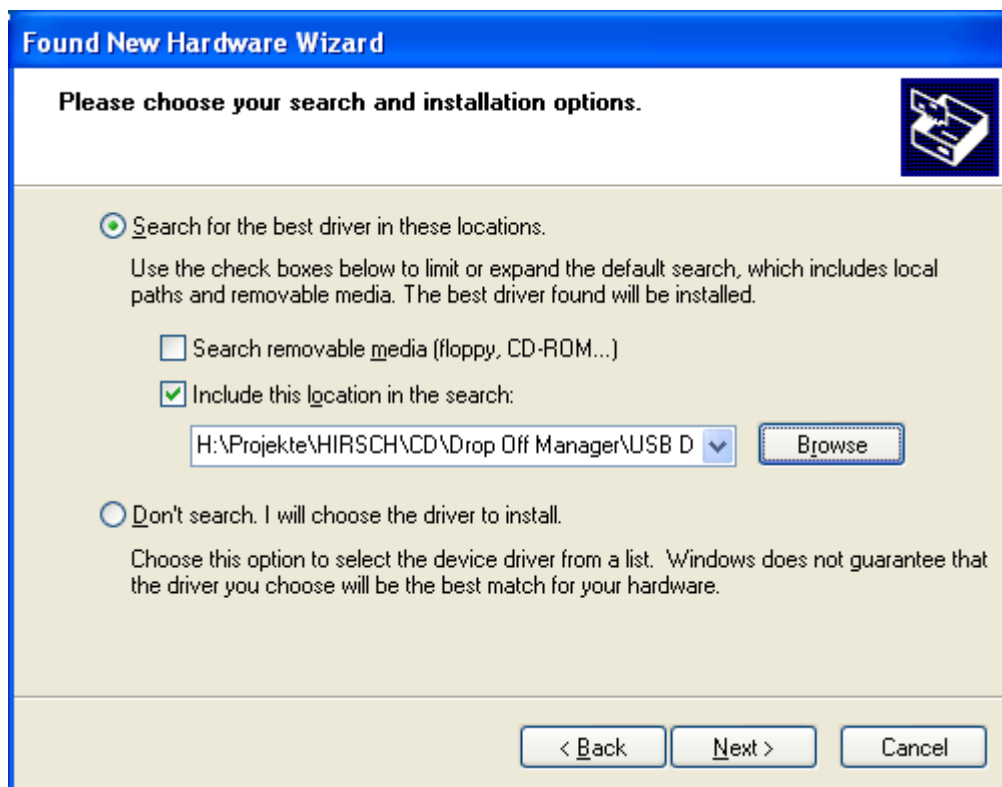 Found New Hardware Wizard
Please choose your search and installation options.
Search for the best driver in these locations.
Use the check boxes below to limit or expand the default search, which includes local
paths and removable media. The best driver found will be installed.
Search removable media (floppy, CD-ROM...)
Include this location in the search:
H:\Projekte\HIRSCH\CD\Drop Off Manager\USB D
Browse
Don't search. I will choose the driver to install.
Choose this option to select the device driver from a list. Windows does not guarantee that
the driver you choose will be the best match for your hardware.
< Back
Next >
Cancel